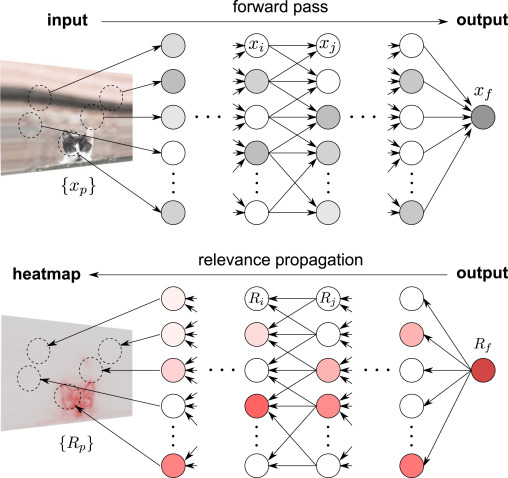 forward pass
input
output
x_i
x_j
x_f
{x_p}
relevance propagation
heatmap
output
R_i
R_j
R_f
{R_p}